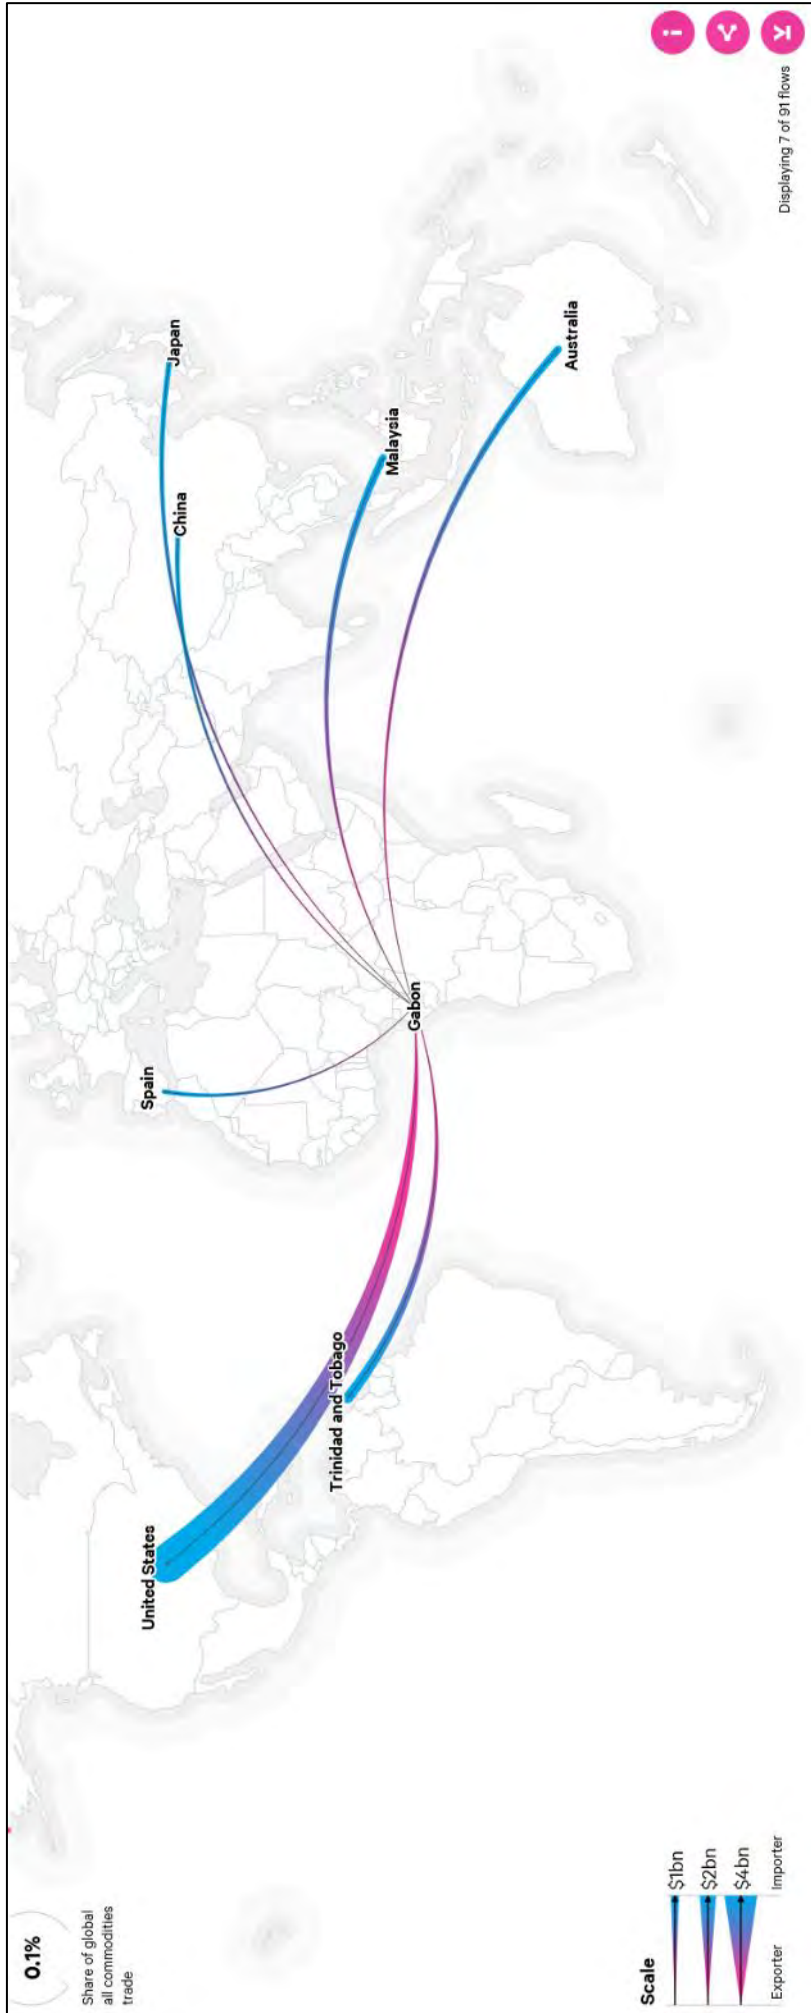 0.1%
Share of global
all commodities
trade
United States
Trinidad and Tobago
Spain
Gabon
China
Japan
Malaysia
Australia
Scale
$1bn
$2bn
$4bn
Exporter
Importer
i
Displaying 7 of 91 flows